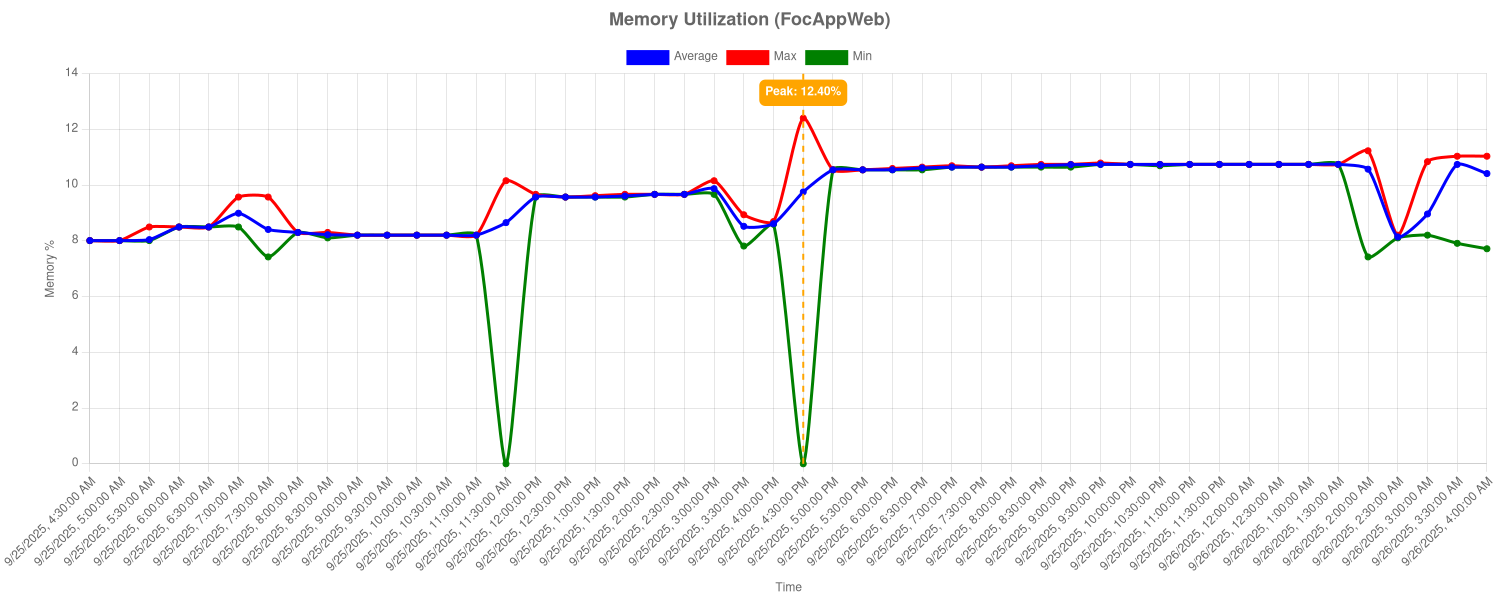 Memory Utilization (FocAppWeb)
Average Max Min
14
Peak: 12.40%
12
10
8
6
4
2
0
Memory %
9/25/2025, 4:30:00 AM
9/25/2025, 5:00:00 AM
9/25/2025, 5:30:00 AM
9/25/2025, 6:00:00 AM
9/25/2025, 6:30:00 AM
9/25/2025, 7:00:00 AM
9/25/2025, 7:30:00 AM
9/25/2025, 8:00:00 AM
9/25/2025, 8:30:00 AM
9/25/2025, 9:00:00 AM
9/25/2025, 9:30:00 AM
9/25/2025, 10:00:00 AM
9/25/2025, 10:30:00 AM
9/25/2025, 11:00:00 AM
9/25/2025, 11:30:00 AM
9/25/2025, 12:00:00 PM
9/25/2025, 12:30:00 PM
9/25/2025, 1:00:00 PM
9/25/2025, 1:30:00 PM
9/25/2025, 2:00:00 PM
9/25/2025, 2:30:00 PM
9/25/2025, 3:00:00 PM
9/25/2025, 3:30:00 PM
9/25/2025, 4:00:00 PM
9/25/2025, 4:30:00 PM
9/25/2025, 5:00:00 PM
9/25/2025, 5:30:00 PM
9/25/2025, 6:00:00 PM
9/25/2025, 6:30:00 PM
9/25/2025, 7:00:00 PM
9/25/2025, 7:30:00 PM
9/25/2025, 8:00:00 PM
9/25/2025, 8:30:00 PM
9/25/2025, 9:00:00 PM
9/25/2025, 9:30:00 PM
9/25/2025, 10:00:00 PM
9/25/2025, 10:30:00 PM
9/25/2025, 11:00:00 PM
9/25/2025, 11:30:00 PM
9/26/2025, 12:00:00 AM
9/26/2025, 12:30:00 AM
9/26/2025, 1:00:00 AM
9/26/2025, 1:30:00 AM
9/26/2025, 2:00:00 AM
9/26/2025, 2:30:00 AM
9/26/2025, 3:00:00 AM
9/26/2025, 3:30:00 AM
9/26/2025, 4:00:00 AM
Time